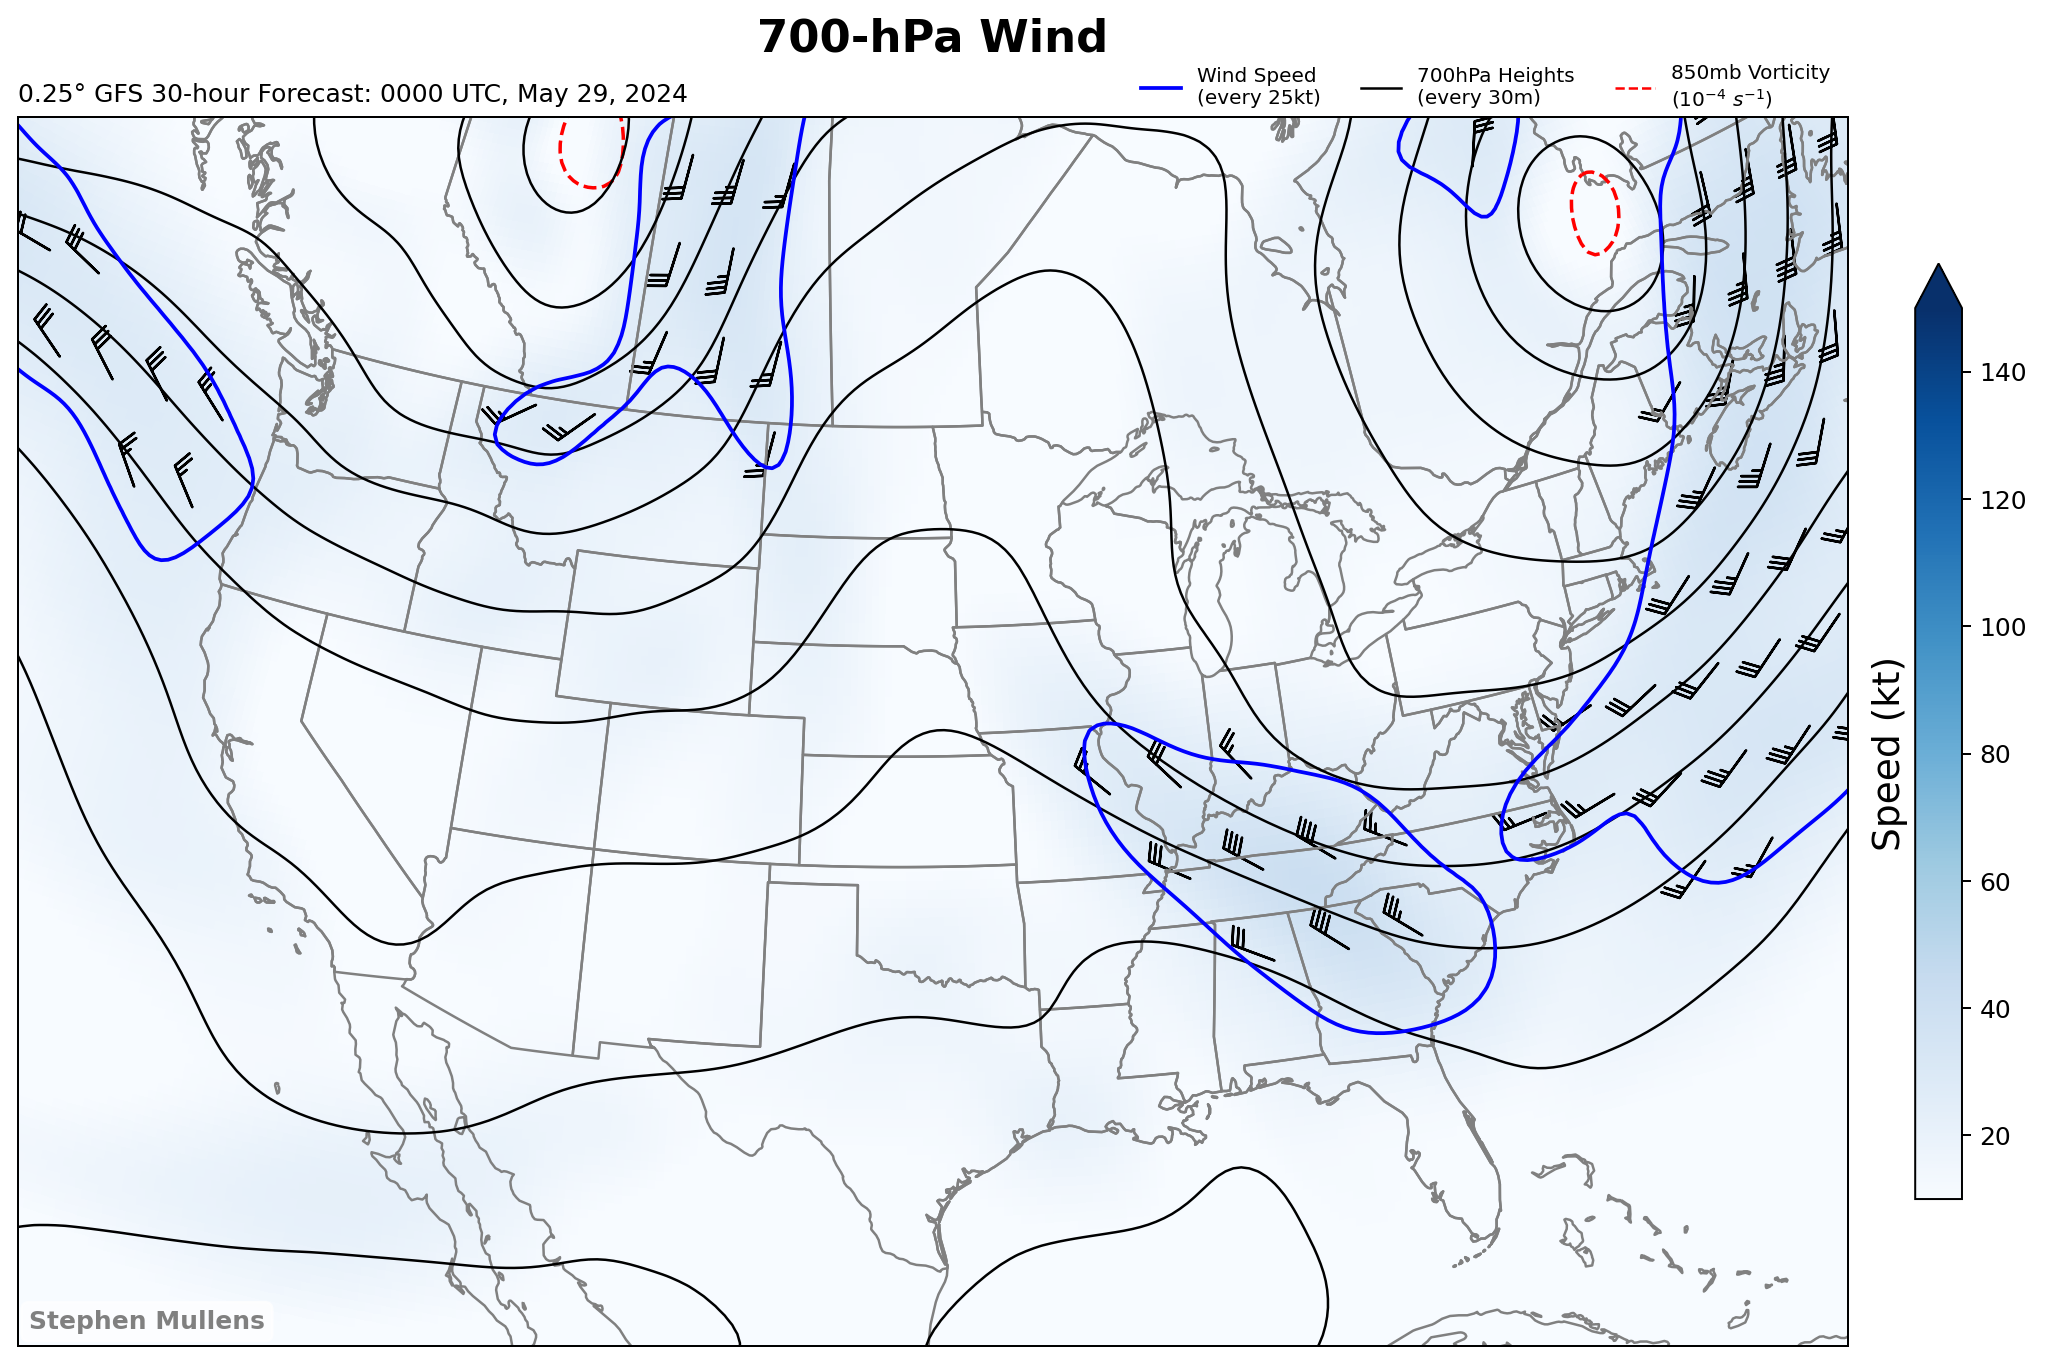 700-hPa Wind
0.25° GFS 30-hour Forecast: 0000 UTC, May 29, 2024
Wind Speed
(every 25kt)
700hPa Heights
(every 30m)
850mb Vorticity
(10⁻⁴ s⁻¹)
140
120
100
80
60
40
20
Speed (kt)
Stephen Mullens